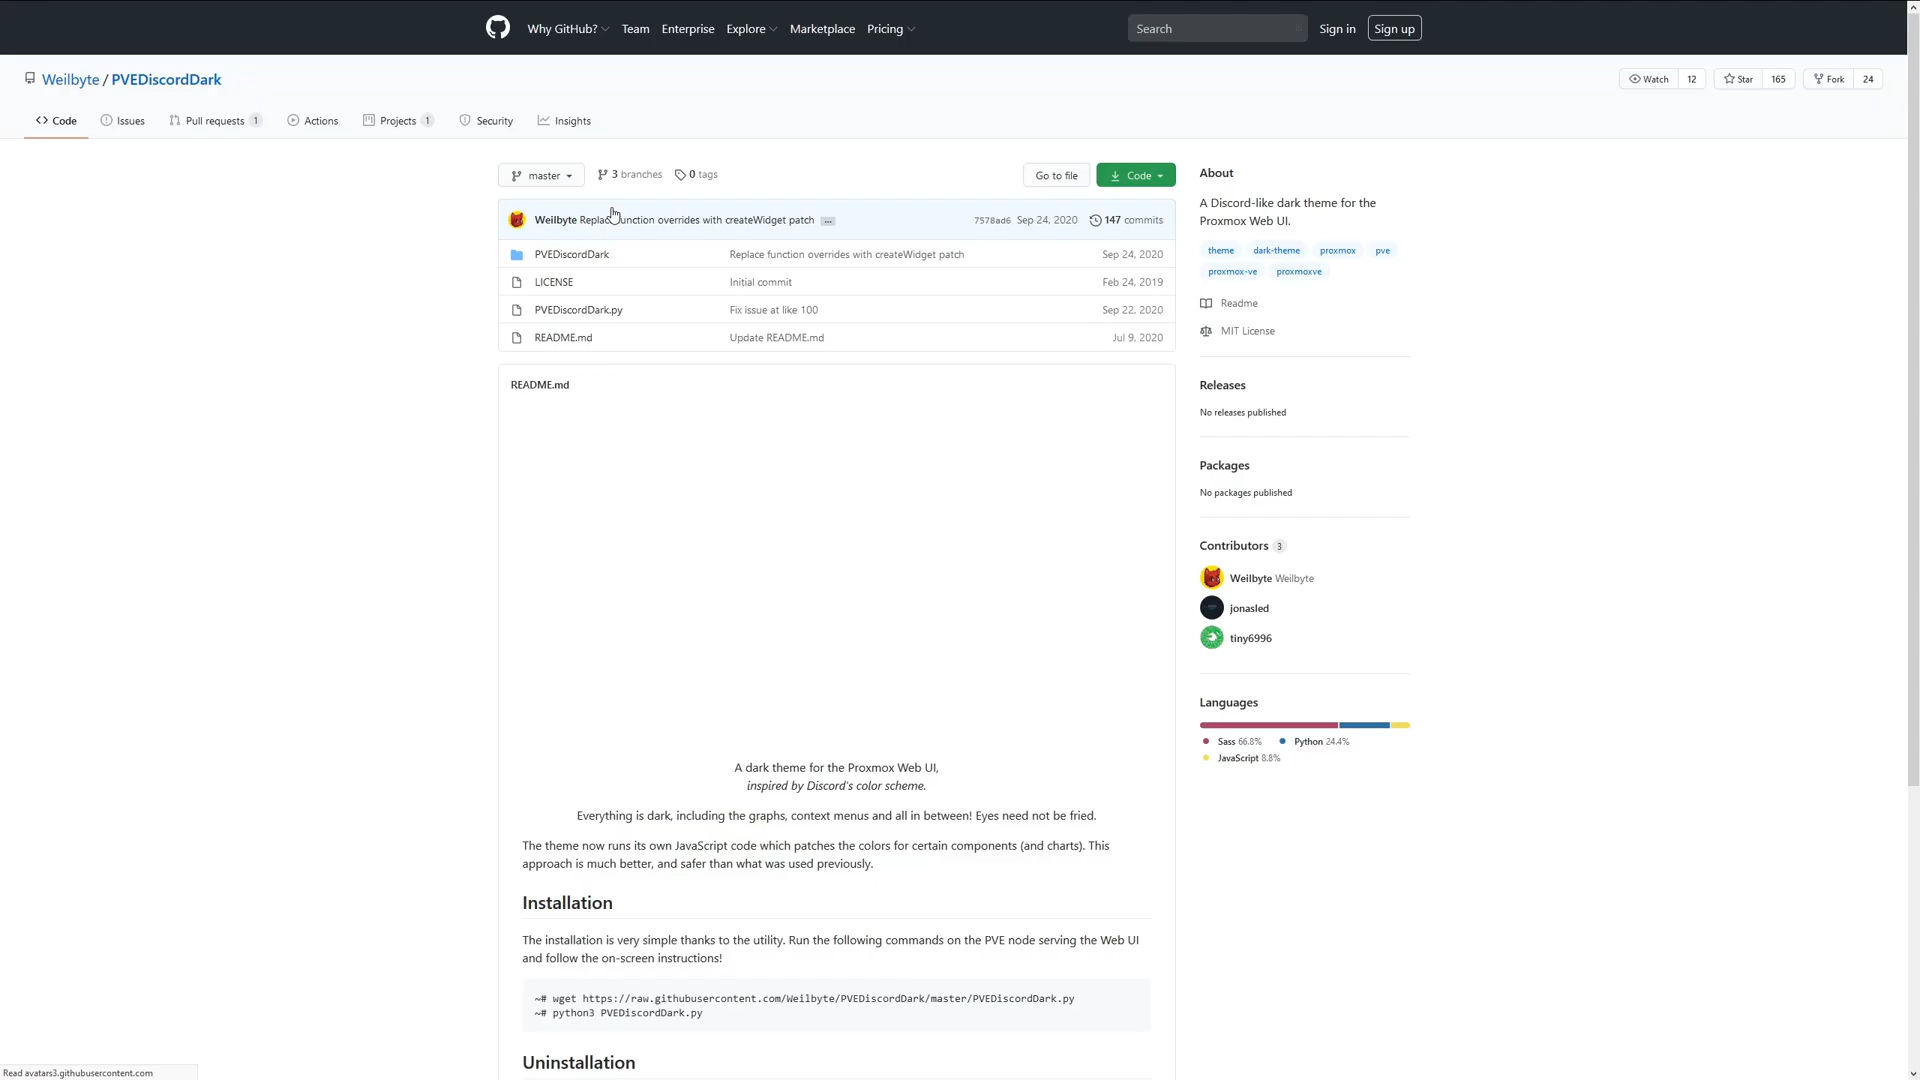 Why GitHub? Team Enterprise Explore Marketplace Pricing Search Sign in Sign up
Weilbyte / PVEDiscordDark Watch 12 Star 165 Fork 24
Code Issues Pull requests 1 Actions Projects 1 Security Insights
master 3 branches 0 tags Go to file Code
Weilbyte Replace function overrides with createWidget patch ... 7578ad6 Sep 24, 2020 147 commits
PVEDiscordDark Replace function overrides with createWidget patch Sep 24, 2020
LICENSE Initial commit Feb 24, 2019
PVEDiscordDark.py Fix issue at like 100 Sep 22, 2020
README.md Update README.md Jul 9, 2020
README.md
A dark theme for the Proxmox Web UI,
inspired by Discord's color scheme.
Everything is dark, including the graphs, context menus and all in between! Eyes need not be fried.
The theme now runs its own JavaScript code which patches the colors for certain components (and charts). This
approach is much better, and safer than what was used previously.
Installation
The installation is very simple thanks to the utility. Run the following commands on the PVE node serving the Web UI
and follow the on-screen instructions!
~# wget https://raw.githubusercontent.com/Weilbyte/PVEDiscordDark/master/PVEDiscordDark.py
~# python3 PVEDiscordDark.py
Uninstallation
About
A Discord-like dark theme for the
Proxmox Web UI.
theme dark-theme proxmox pve
proxmox-ve proxmoxve
Readme
MIT License
Releases
No releases published
Packages
No packages published
Contributors 3
Weilbyte Weilbyte
jonasled
tiny6996
Languages
Sass 66.8% Python 24.4%
JavaScript 8.8%
Read avatars3.githubusercontent.com